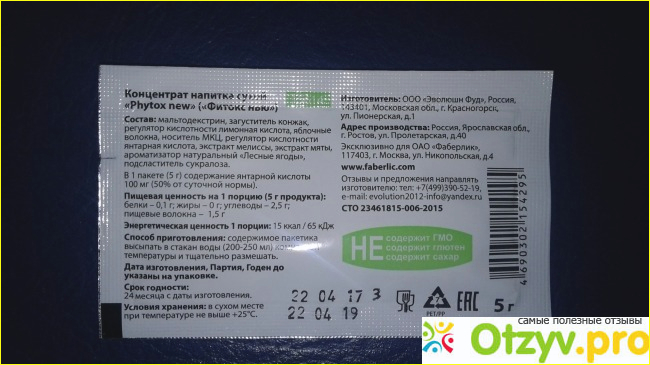 Концентрат напитка
«Phytox new» («Фитокс нью»)
Состав: мальтодекстрин, загуститель конжак,
регулятор кислотности лимонная кислота, яблочные
волокна, носитель МКЦ, регулятор кислотности
янтарная кислота, экстракт мелиссы, экстракт мяты,
ароматизатор натуральный «Лесные ягоды»,
подсластитель сукралоза.
В 1 пакете (5 г) содержание янтарной кислоты
100 мг (50% от суточной нормы).
Пищевая ценность на 1 порцию (5 г продукта):
белки – 0,1 г; жиры – 0 г; углеводы – 2,5 г;
пищевые волокна – 1,5 г
Энергетическая ценность 1 порции: 15 ккал / 65 кДж
Способ приготовления: содержимое пакетика
высыпать в стакан воды (200-250 мл)
температуры и тщательно размешать.
Дата изготовления, Партия, Годен до
указаны на упаковке.
Срок годности:
24 месяца с даты изготовления.
Условия хранения: в сухом месте
при температуре не выше +25°С.
22 04 17 3
22 04 19
Изготовитель: ООО «Эволюшн Фуд», Россия,
143401, Московская обл., г. Красногорск,
ул. Пионерская, д.1
Адрес производства: Россия, Ярославская обл.,
г. Ростов, ул. Пролетарская, д.40
Эксклюзивно для ОАО «Фаберлик»,
117403, г. Москва, ул. Никопольская, д.4
www.faberlic.com
Отзывы и предложения направлять
изготовителю: тел: +7(499)390-52-19,
e-mail: evolution2012-info@yandex.ru
СТО 23461815-006-2015
НЕ
содержит ГМО
содержит глютен
содержит сахар
4 690302 154295
PET/PP
EAC
5 г
самые полезные отзывы
Otzyv.pro